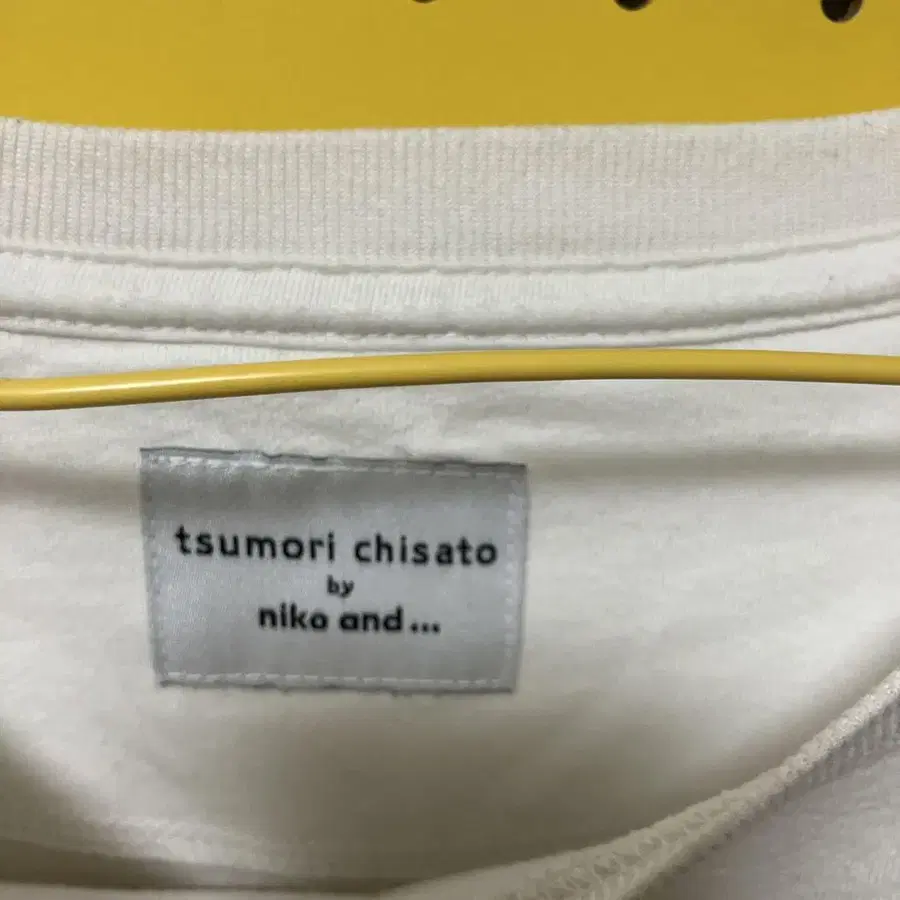 tsumori chisato
by
niko and...